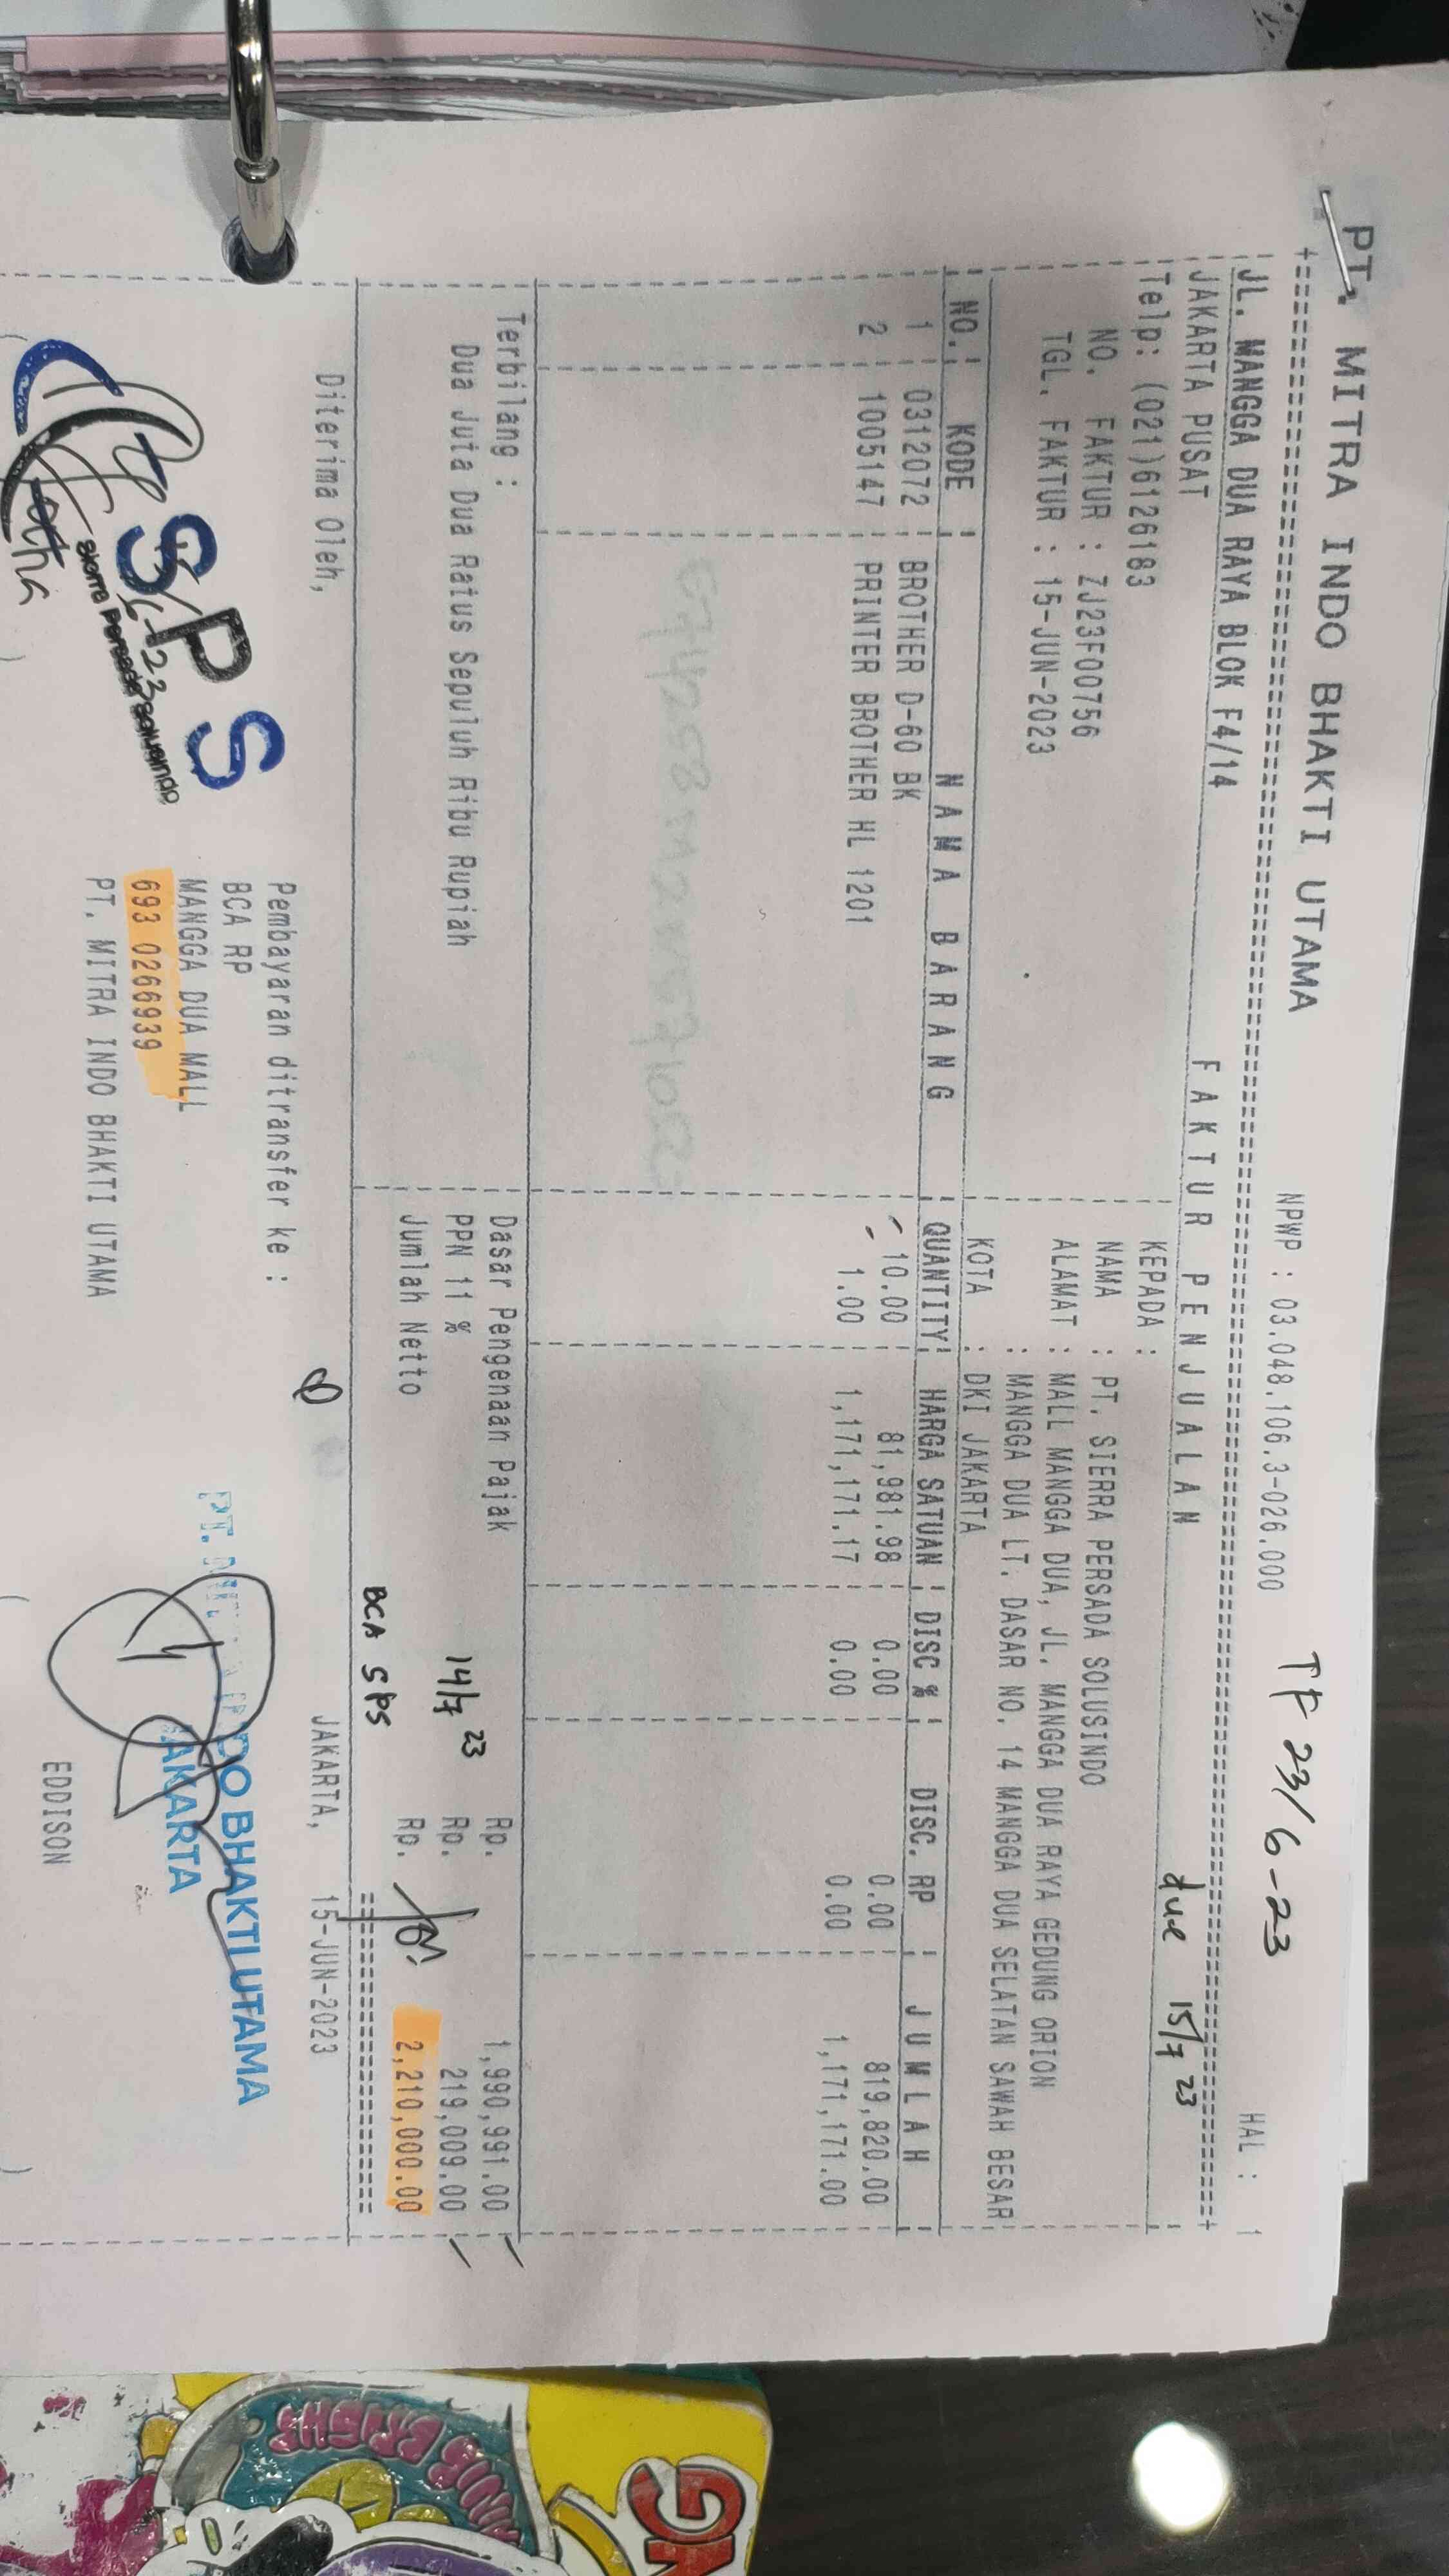 PT. MITRA INDO BHAKTI UTAMA
NPWP : 03.048.106.3-026.000
TF 23/6-23
HAL : 1
JL. MANGGA DUA RAYA BLOK F4/14
F A K T U R P E N J U A L A N
due 15/7 23
JAKARTA PUSAT
Telp: (021)6126183
KEPADA :
NO. FAKTUR : ZJ23F00756
NAMA : PT. SIERRA PERSADA SOLUSINDO
TGL. FAKTUR : 15-JUN-2023
ALAMAT : MALL MANGGA DUA, JL. MANGGA DUA RAYA GEDUNG ORION
: MANGGA DUA LT. DASAR NO. 14 MANGGA DUA SELATAN SAWAH BESAR
KOTA : DKI JAKARTA
NO. KODE N A M A B A R A N G QUANTITY HARGA SATUAN DISC % DISC. RP J U M L A H
1 0312072 BROTHER D-60 BK 10.00 81,981.98 0.00 0.00 819,820.00
2 1005147 PRINTER BROTHER HL 1201 1.00 1,171,171.17 0.00 0.00 1,171,171.00
Terbilang :
Dua Juta Dua Ratus Sepuluh Ribu Rupiah
Dasar Pengenaan Pajak Rp. 1,990,991.00
PPN 11 % 14/7 23 Rp. 219,009.00
Jumlah Netto Rp. 2,210,000.00
BCA SPS
Diterima Oleh,
JAKARTA, 15-JUN-2023
Pembayaran ditransfer ke :
BCA RP
MANGGA DUA MALL
693 0266939
PT. MITRA INDO BHAKTI UTAMA
SPS
Sierra Persada Solusindo
PT. DO BHAKTI UTAMA
JAKARTA
EDDISON